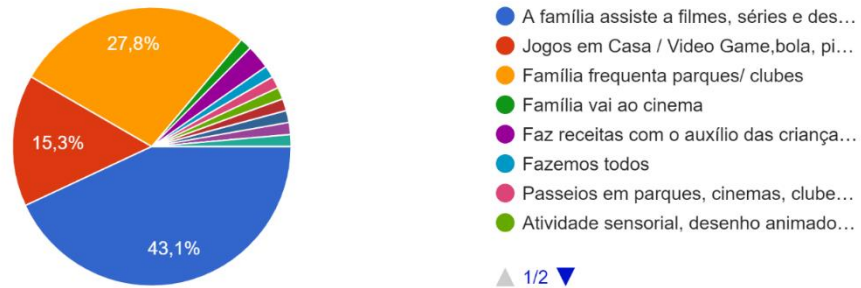 27,8%
15,3%
43,1%
A família assiste a filmes, séries e des...
Jogos em Casa / Video Game,bola, pi...
Família frequenta parques/ clubes
Família vai ao cinema
Faz receitas com o auxílio das criança...
Fazemos todos
Passeios em parques, cinemas, clube...
Atividade sensorial, desenho animado...
1/2